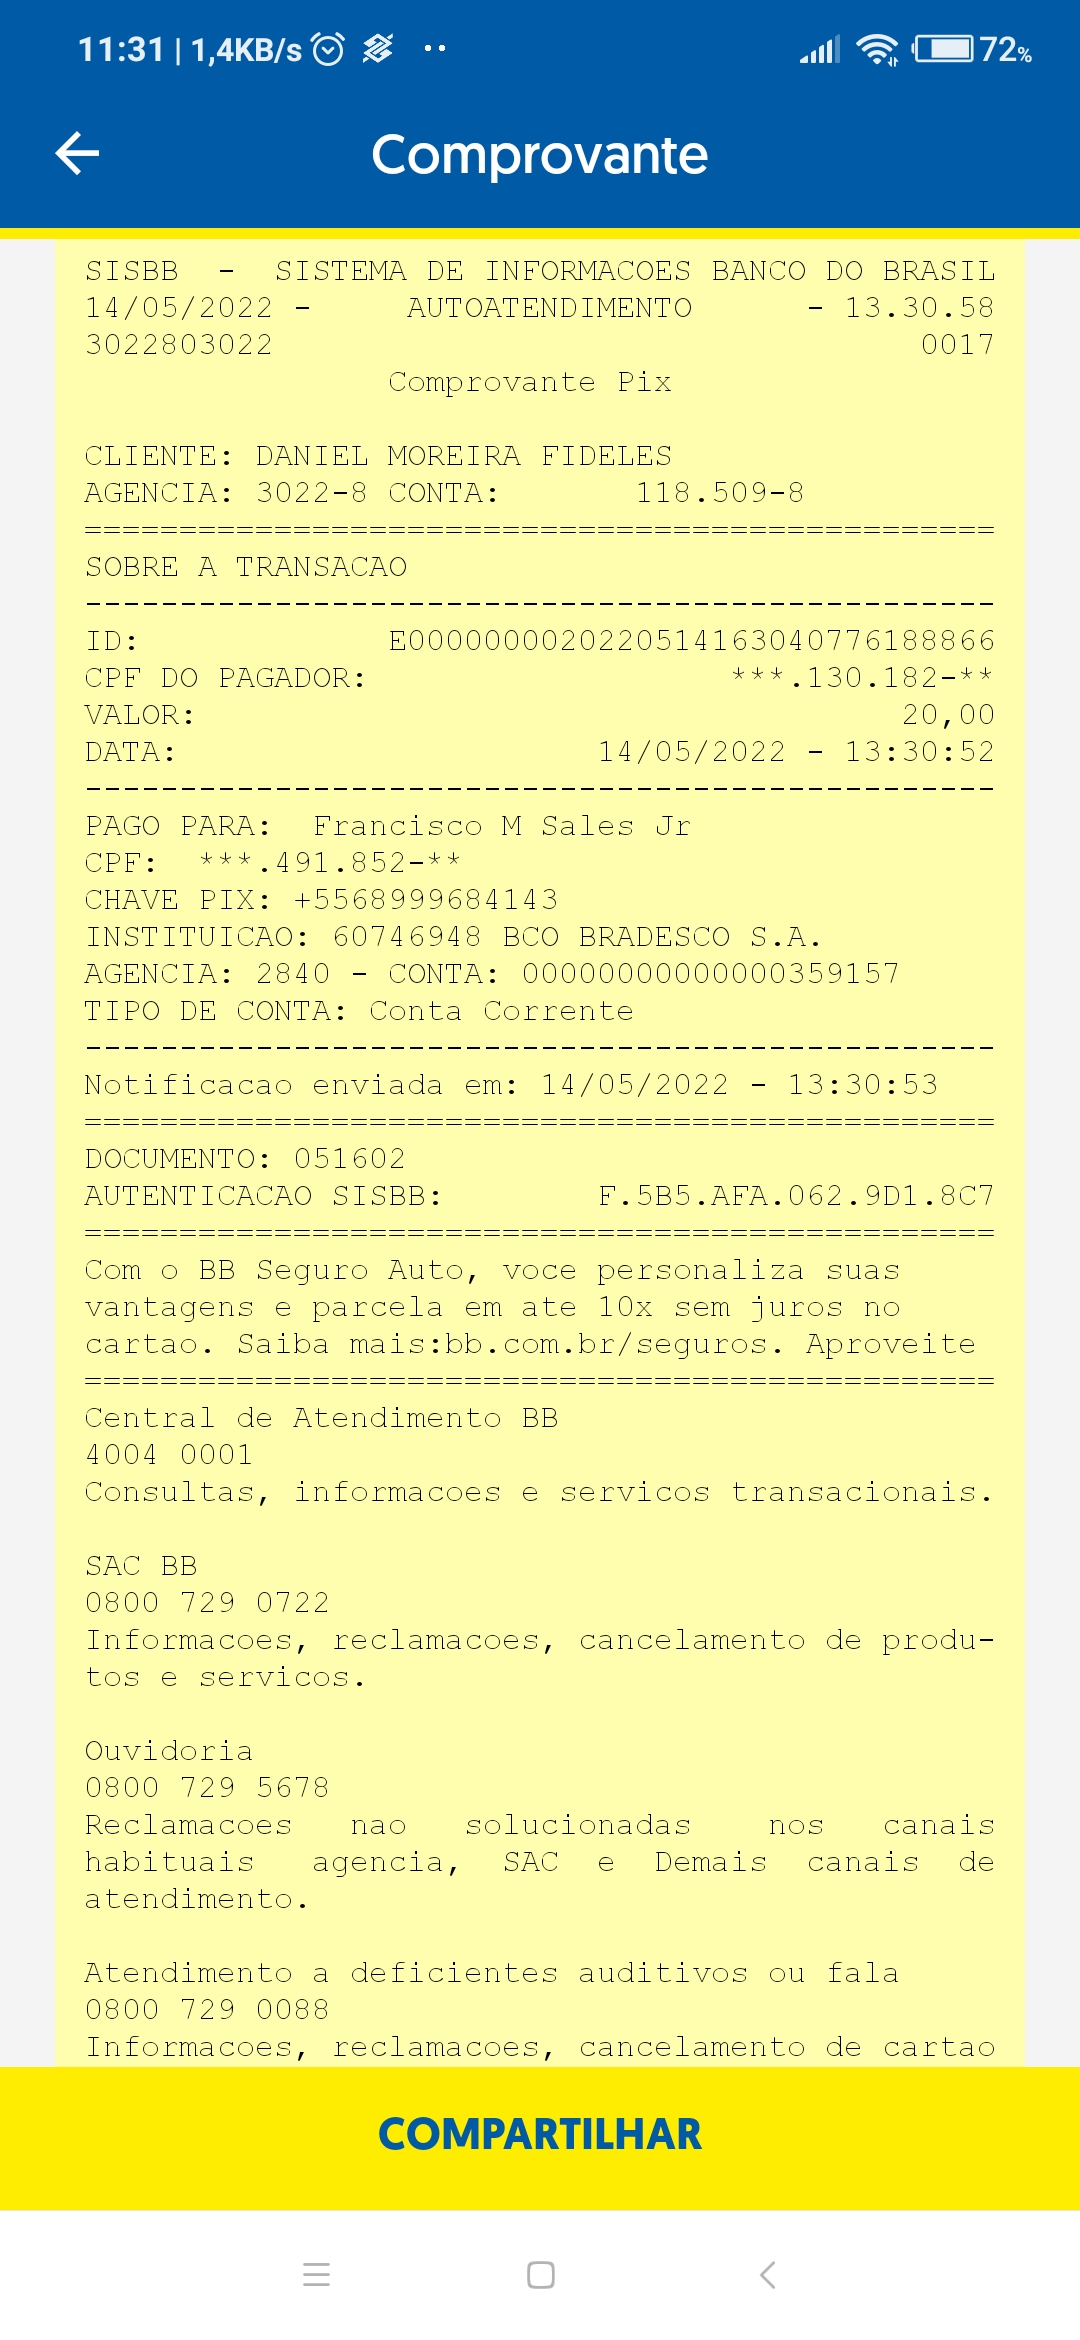 11:31 | 1,4KB/s 72%
Comprovante
SISBB - SISTEMA DE INFORMACOES BANCO DO BRASIL
14/05/2022 - AUTOATENDIMENTO - 13.30.58
3022803022 0017
Comprovante Pix
CLIENTE: DANIEL MOREIRA FIDELES
AGENCIA: 3022-8 CONTA: 118.509-8
================================================
SOBRE A TRANSACAO
------------------------------------------------
ID: E0000000020220514163040776188866
CPF DO PAGADOR: ***.130.182-**
VALOR: 20,00
DATA: 14/05/2022 - 13:30:52
------------------------------------------------
PAGO PARA: Francisco M Sales Jr
CPF: ***.491.852-**
CHAVE PIX: +5568999684143
INSTITUICAO: 60746948 BCO BRADESCO S.A.
AGENCIA: 2840 - CONTA: 00000000000000359157
TIPO DE CONTA: Conta Corrente
------------------------------------------------
Notificacao enviada em: 14/05/2022 - 13:30:53
================================================
DOCUMENTO: 051602
AUTENTICACAO SISBB: F.5B5.AFA.062.9D1.8C7
================================================
Com o BB Seguro Auto, voce personaliza suas
vantagens e parcela em ate 10x sem juros no
cartao. Saiba mais:bb.com.br/seguros. Aproveite
================================================
Central de Atendimento BB
4004 0001
Consultas, informacoes e servicos transacionais.
SAC BB
0800 729 0722
Informacoes, reclamacoes, cancelamento de produ-
tos e servicos.
Ouvidoria
0800 729 5678
Reclamacoes nao solucionadas nos canais
habituais agencia, SAC e Demais canais de
atendimento.
Atendimento a deficientes auditivos ou fala
0800 729 0088
Informacoes, reclamacoes, cancelamento de cartao
COMPARTILHAR